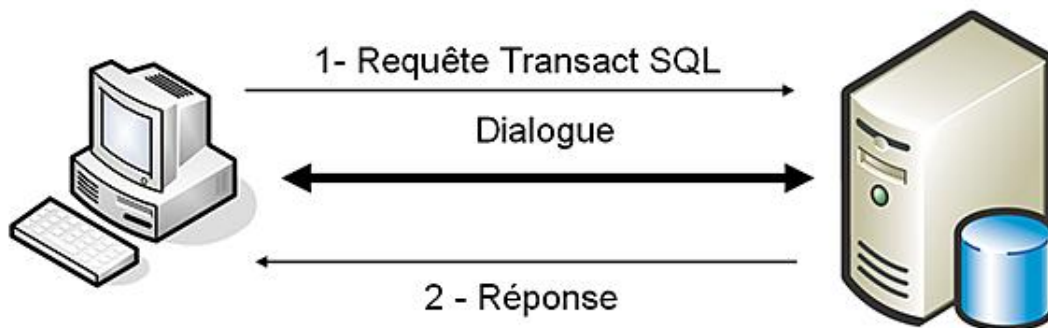 1- Requête Transact SQL
Dialogue
2 - Réponse